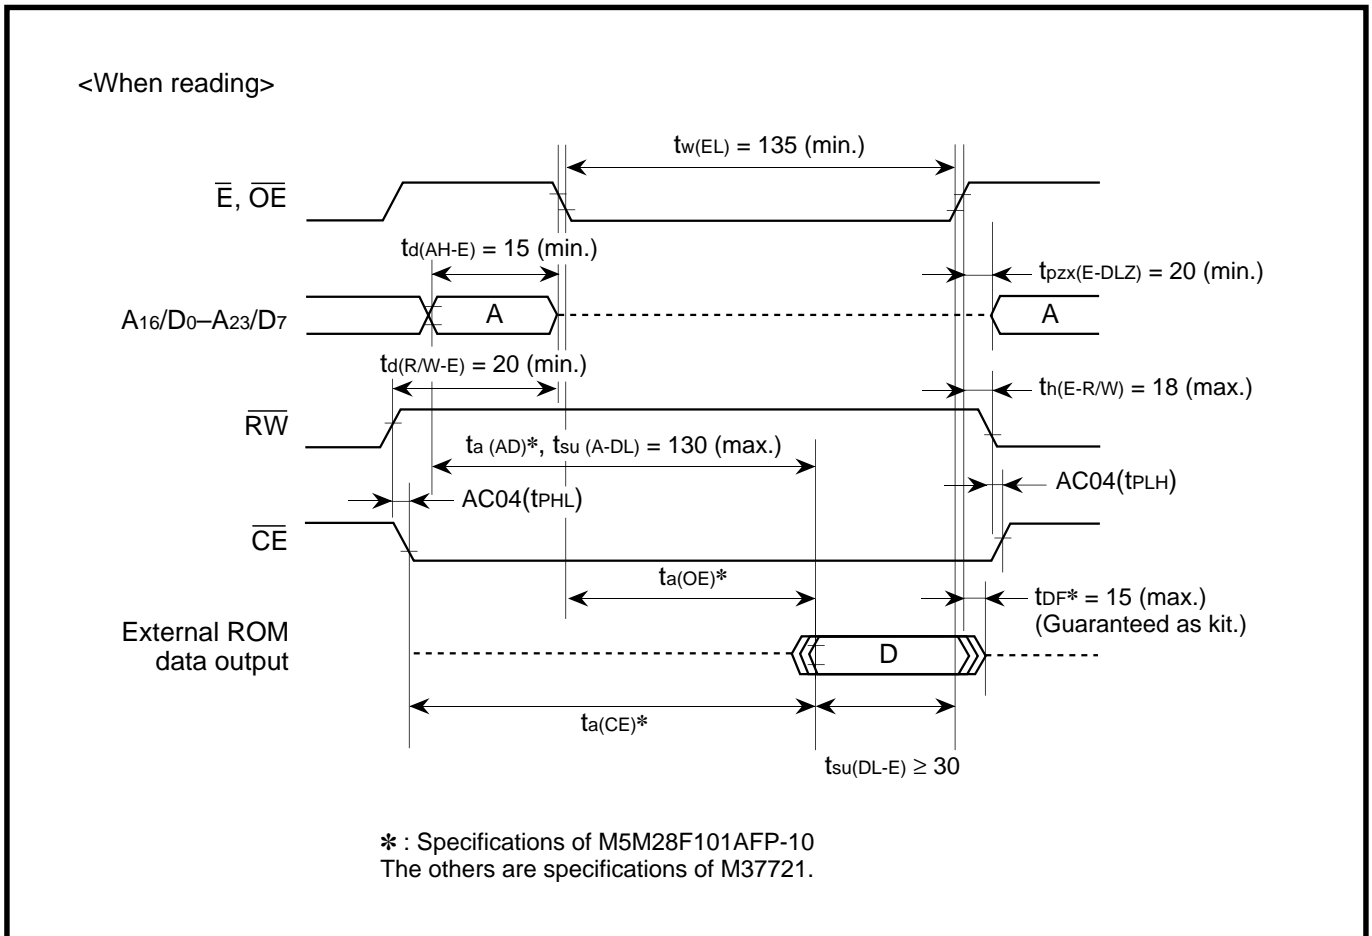 <When reading>
tw(EL) = 135 (min.)
E̅, O̅E̅
td(AH-E) = 15 (min.)
tpzx(E-DLZ) = 20 (min.)
A16/D0–A23/D7
A
A
td(R/W-E) = 20 (min.)
th(E-R/W) = 18 (max.)
R̅W̅
ta (AD)*, tsu (A-DL) = 130 (max.)
AC04(tPHL)
AC04(tPLH)
C̅E̅
ta(OE)*
tDF* = 15 (max.)
(Guaranteed as kit.)
External ROM
data output
D
ta(CE)*
tsu(DL-E) ≥ 30
* : Specifications of M5M28F101AFP-10
The others are specifications of M37721.